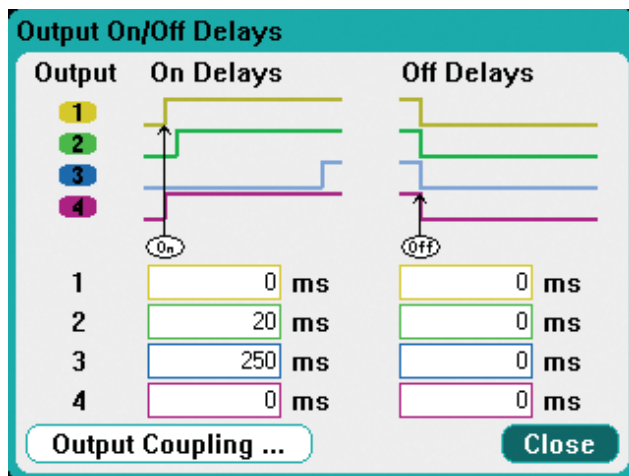 Output On/Off Delays
Output On Delays Off Delays
1
2
3
4
On Off
1 0 ms 0 ms
2 20 ms 0 ms
3 250 ms 0 ms
4 0 ms 0 ms
Output Coupling ... Close